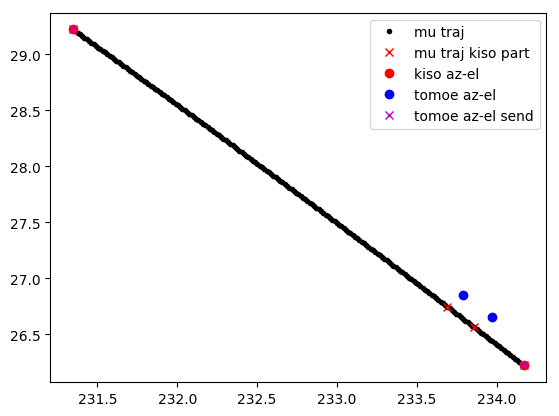 mu traj
mu traj kiso part
kiso az-el
tomoe az-el
tomoe az-el send
29.0
28.5
28.0
27.5
27.0
26.5
231.5 232.0 232.5 233.0 233.5 234.0